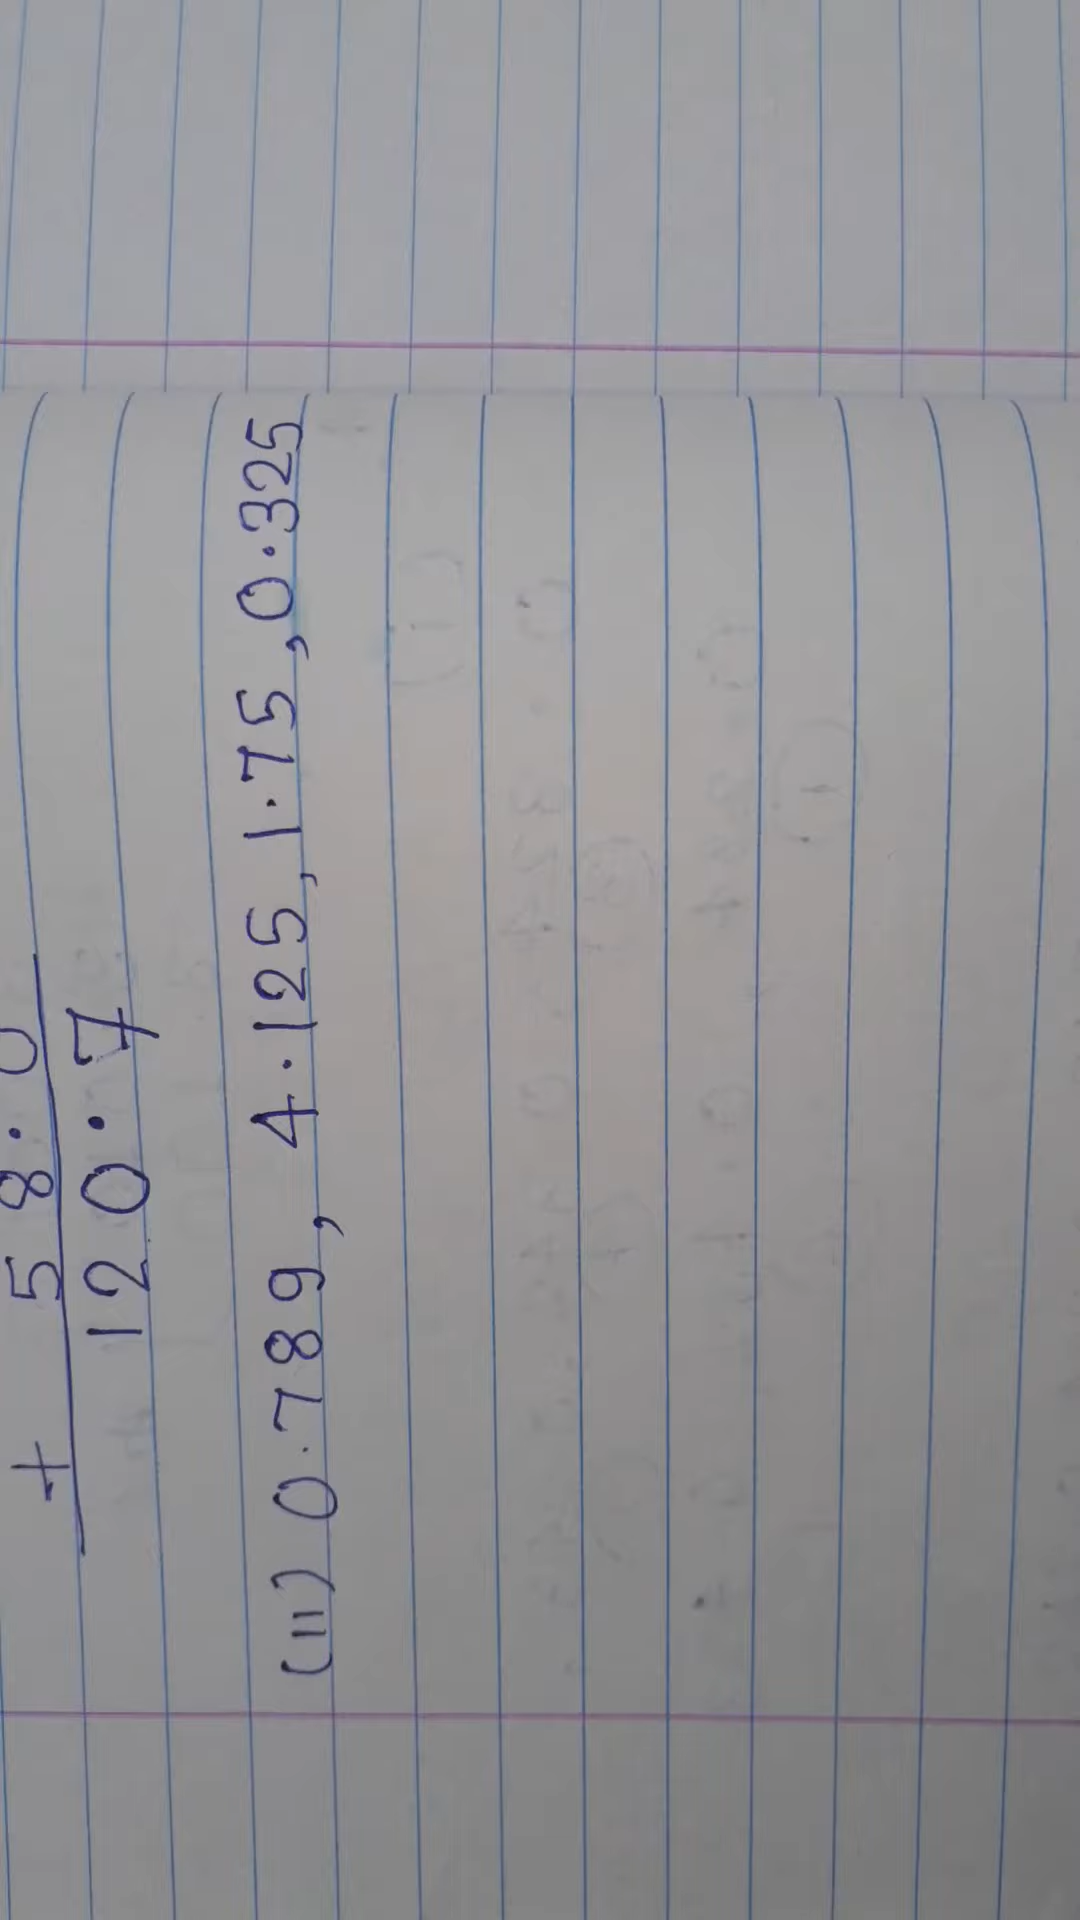 + 58.0
120.7
(11) 0.789, 4.125, 1.75, 0.325